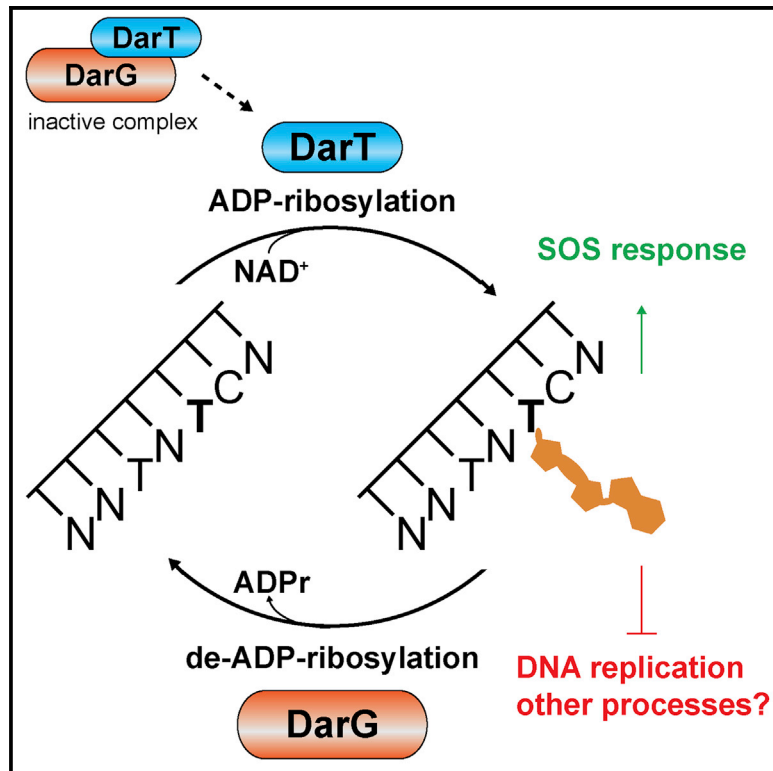 DarT
DarG
inactive complex
DarT
ADP-ribosylation
NAD⁺
SOS response
N N T N T C N
N N T N T C N
ADPr
de-ADP-ribosylation
DarG
DNA replication
other processes?